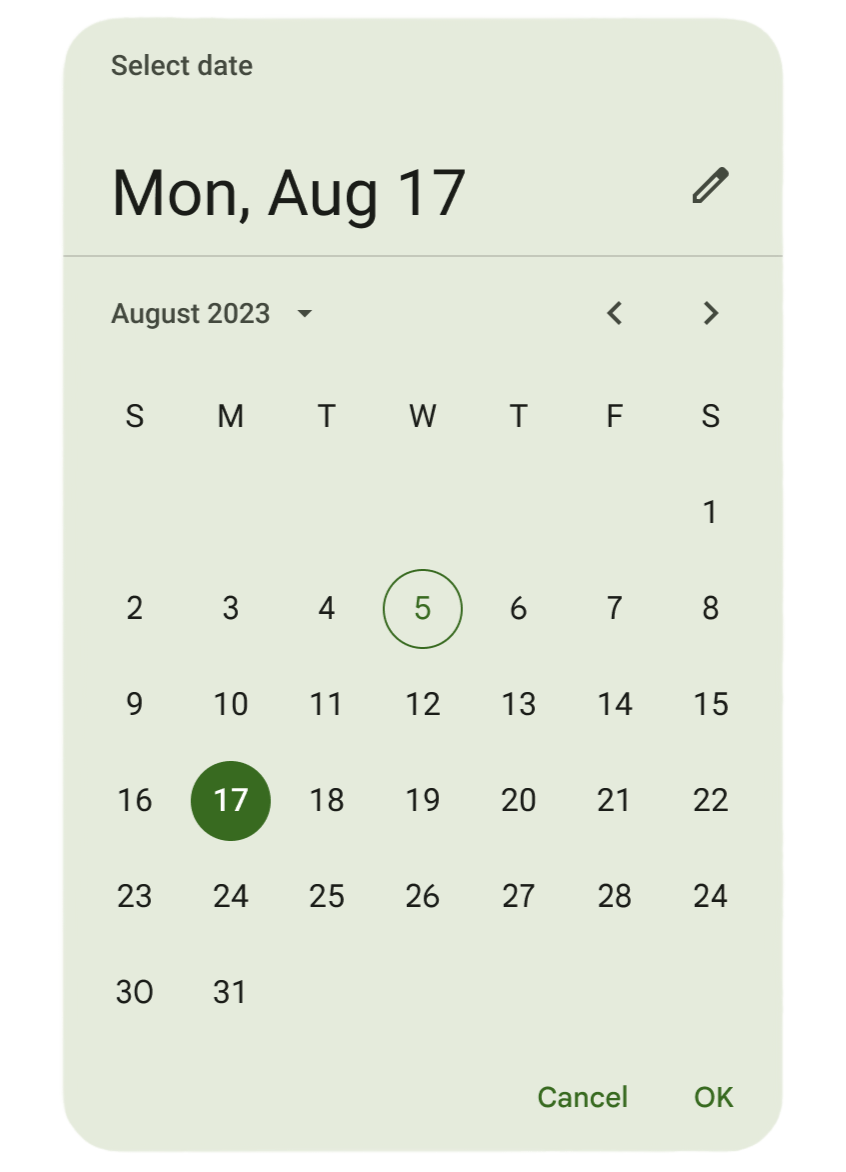 Select date
Mon, Aug 17
August 2023
S M T W T F S
1
2 3 4 5 6 7 8
9 10 11 12 13 14 15
16 17 18 19 20 21 22
23 24 25 26 27 28 24
30 31
Cancel OK